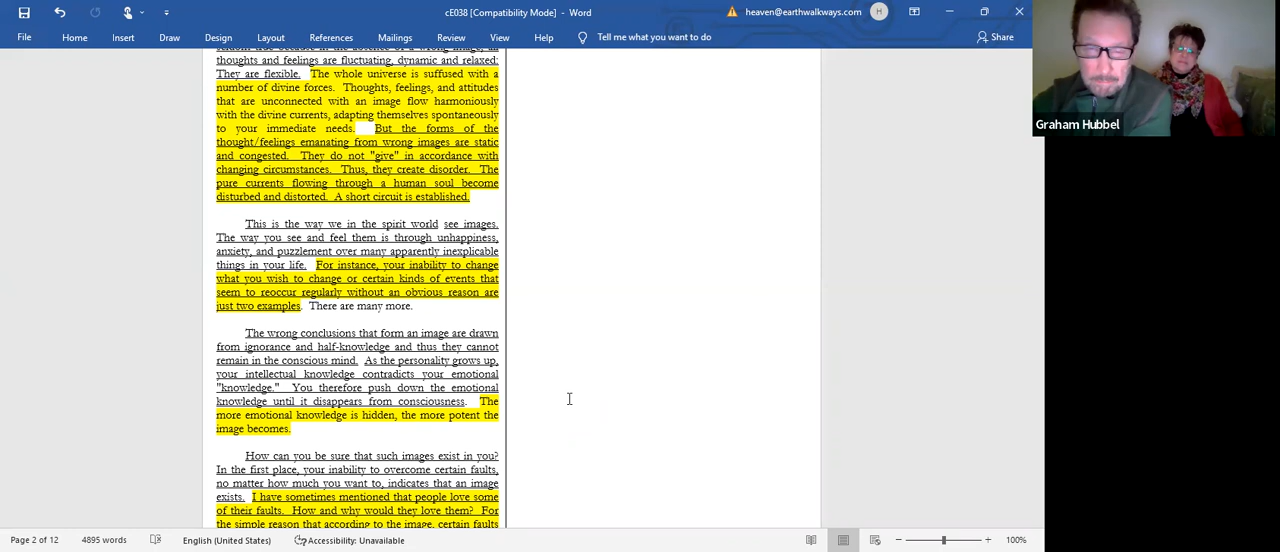 cE038 [Compatibility Mode] - Word
heaven@earthwalkways.com
H
File Home Insert Draw Design Layout References Mailings Review View Help Tell me what you want to do
Share
thoughts and feelings are fluctuating, dynamic and relaxed:
They are flexible. The whole universe is suffused with a
number of divine forces. Thoughts, feelings, and attitudes
that are unconnected with an image flow harmoniously
with the divine currents, adapting themselves spontaneously
to your immediate needs. But the forms of the
thought/feelings emanating from wrong images are static
and congested. They do not "give" in accordance with
changing circumstances. Thus, they create disorder. The
pure currents flowing through a human soul become
disturbed and distorted. A short circuit is established.
This is the way we in the spirit world see images.
The way you see and feel them is through unhappiness,
anxiety, and puzzlement over many apparently inexplicable
things in your life. For instance, your inability to change
what you wish to change or certain kinds of events that
seem to reoccur regularly without an obvious reason are
just two examples. There are many more.
The wrong conclusions that form an image are drawn
from ignorance and half-knowledge and thus they cannot
remain in the conscious mind. As the personality grows up,
your intellectual knowledge contradicts your emotional
"knowledge." You therefore push down the emotional
knowledge until it disappears from consciousness. The
more emotional knowledge is hidden, the more potent the
image becomes.
How can you be sure that such images exist in you?
In the first place, your inability to overcome certain faults,
no matter how much you want to, indicates that an image
exists. I have sometimes mentioned that people love some
of their faults. How and why would they love them? For
the simple reason that according to the image, certain faults
Graham Hubbel
Page 2 of 12 4895 words English (United States) Accessibility: Unavailable 100%